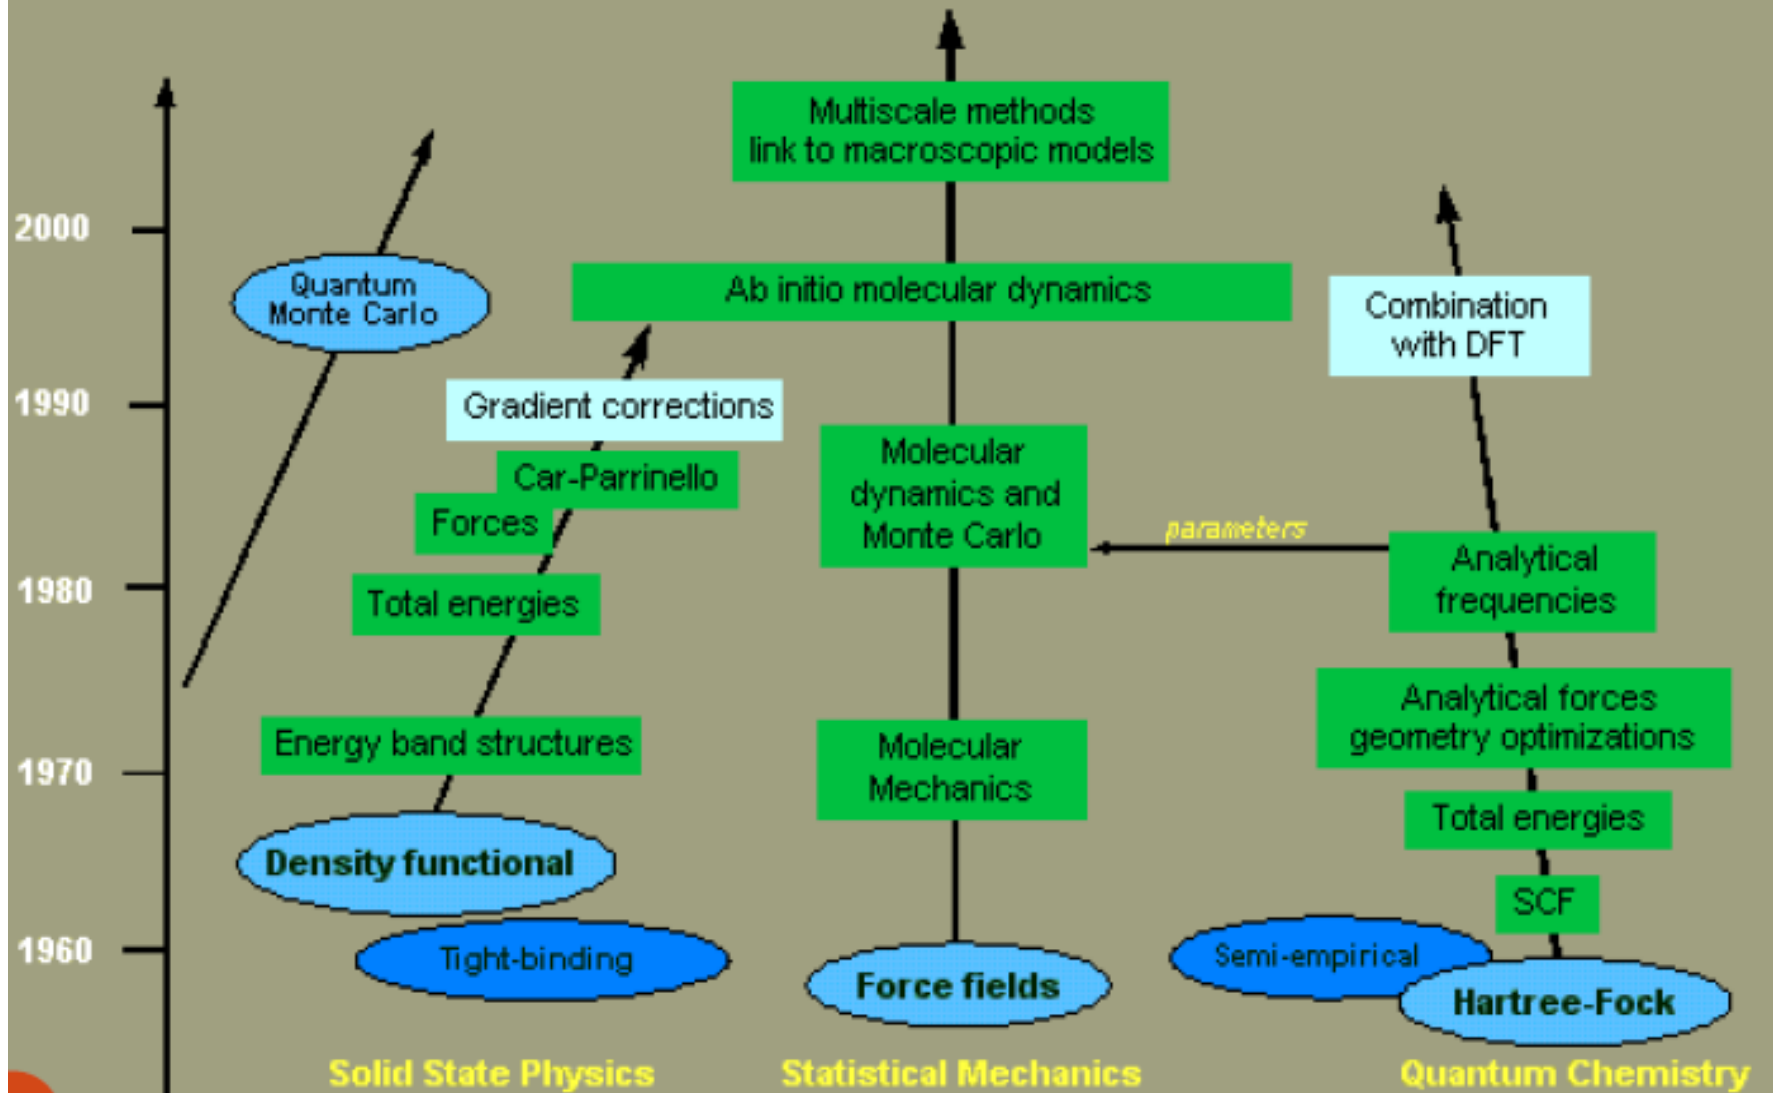 Multiscale methods
link to macroscopic models
2000
Quantum
Monte Carlo
Ab initio molecular dynamics
Combination
with DFT
1990
Gradient corrections
Car-Parrinello
Forces
Molecular
dynamics and
Monte Carlo
parameters
Analytical
frequencies
1980
Total energies
Analytical forces
geometry optimizations
Energy band structures
Molecular
Mechanics
1970
Total energies
Density functional
SCF
1960
Tight-binding
Force fields
Semi-empirical
Hartree-Fock
Solid State Physics
Statistical Mechanics
Quantum Chemistry